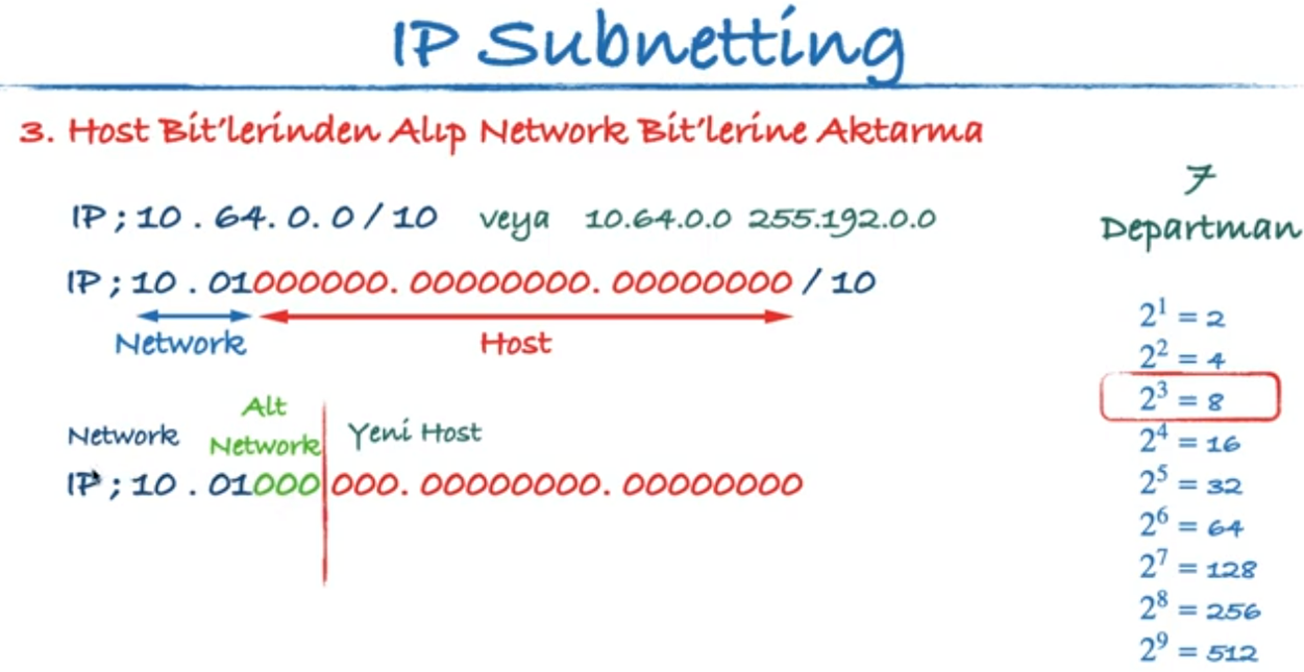 IP Subnetting
3. Host Bit'lerinden Alıp Network Bit'lerine Aktarma
IP ; 10 . 64. 0. 0 / 10 veya 10.64.0.0 255.192.0.0
IP ; 10 . 01000000. 00000000. 00000000 / 10
Network Host
Network Alt Network Yeni Host
IP ; 10 . 01000 000. 00000000. 00000000
7
Departman
2¹ = 2
2² = 4
2³ = 8
2⁴ = 16
2⁵ = 32
2⁶ = 64
2⁷ = 128
2⁸ = 256
2⁹ = 512